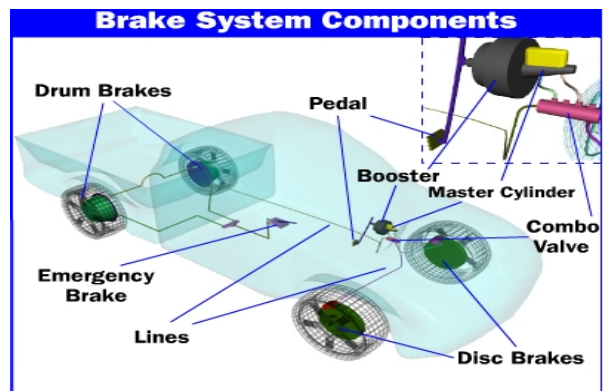 Brake System Components
Drum Brakes
Pedal
Booster
Master Cylinder
Combo
Valve
Emergency
Brake
Lines
Disc Brakes